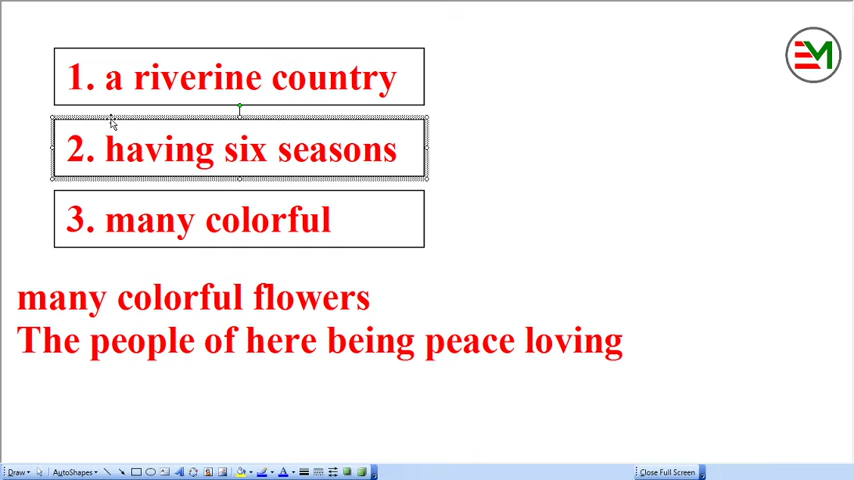 1. a riverine country
2. having six seasons
3. many colorful
many colorful flowers
The people of here being peace loving
EM
Draw
AutoShapes
Close Full Screen